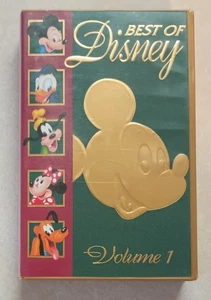 BEST OF
Disney
Volume 1